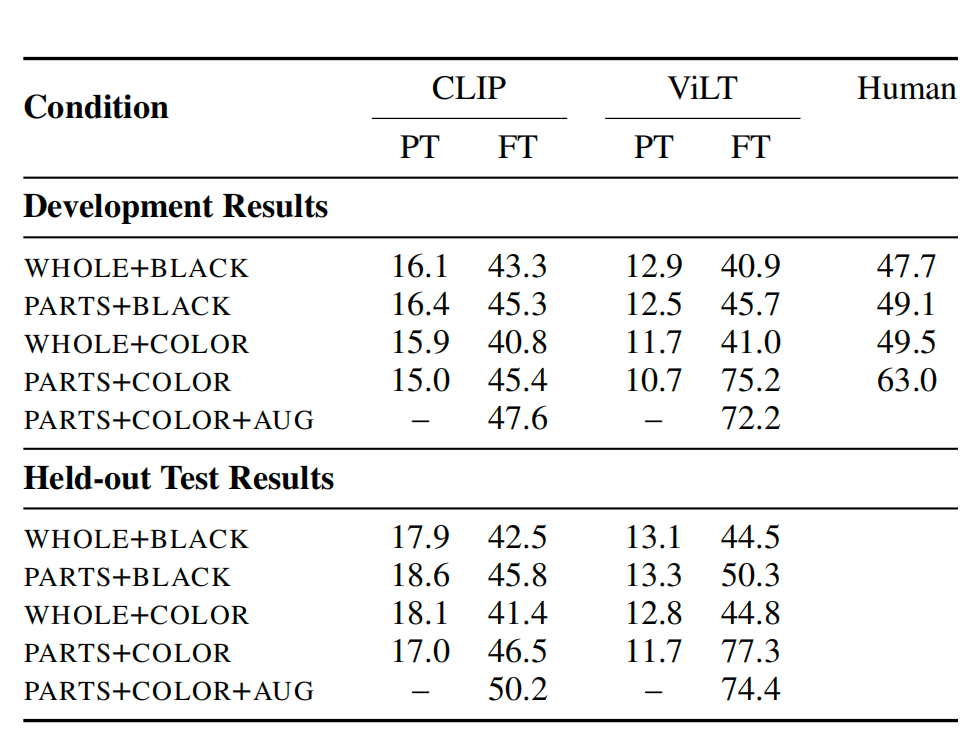 Condition CLIP ViLT Human
PT FT PT FT
Development Results
WHOLE+BLACK 16.1 43.3 12.9 40.9 47.7
PARTS+BLACK 16.4 45.3 12.5 45.7 49.1
WHOLE+COLOR 15.9 40.8 11.7 41.0 49.5
PARTS+COLOR 15.0 45.4 10.7 75.2 63.0
PARTS+COLOR+AUG – 47.6 – 72.2
Held-out Test Results
WHOLE+BLACK 17.9 42.5 13.1 44.5
PARTS+BLACK 18.6 45.8 13.3 50.3
WHOLE+COLOR 18.1 41.4 12.8 44.8
PARTS+COLOR 17.0 46.5 11.7 77.3
PARTS+COLOR+AUG – 50.2 – 74.4